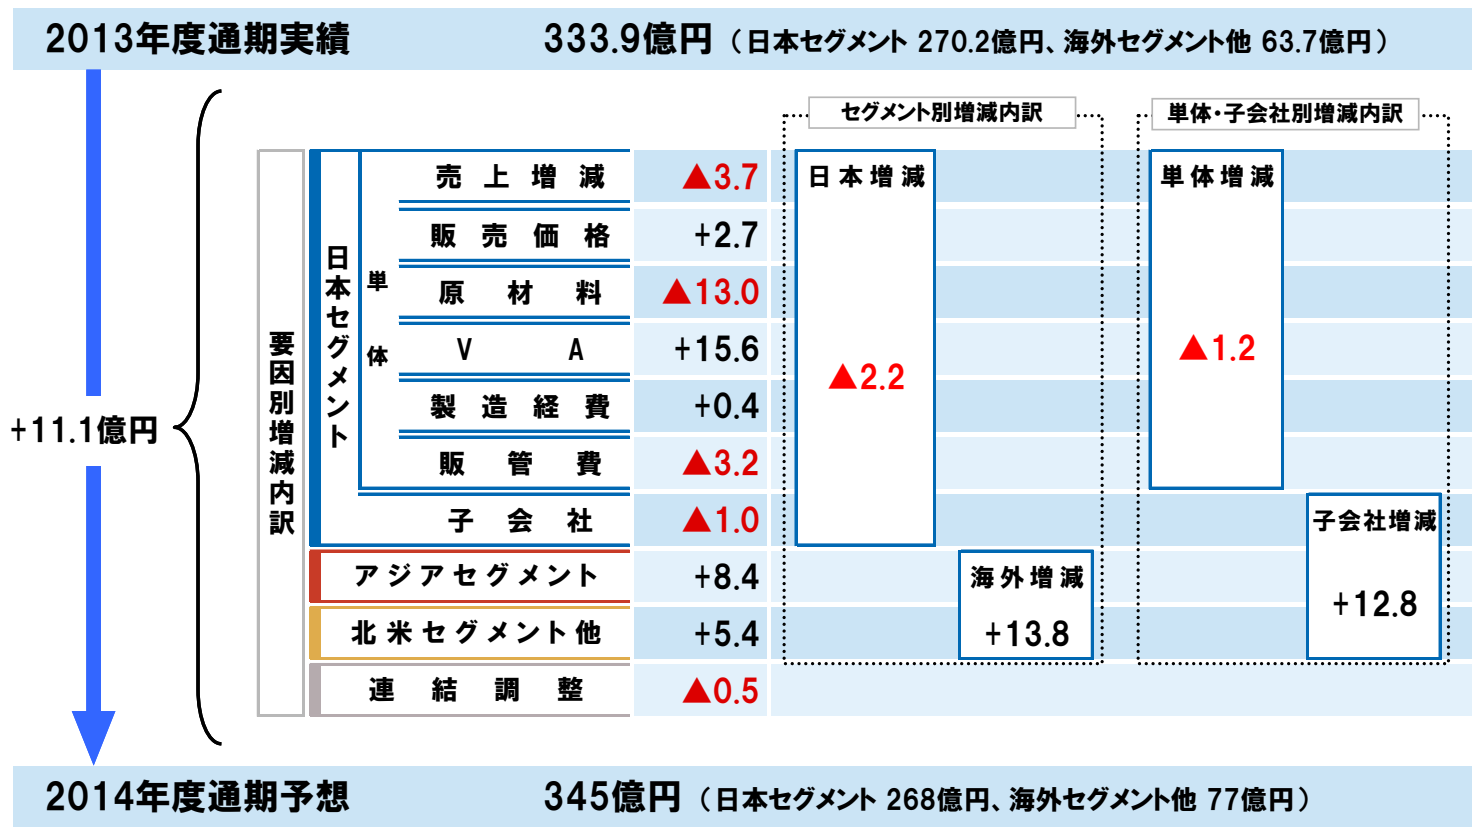 2013年度通期実績 333.9億円 (日本セグメント 270.2億円、海外セグメント他 63.7億円)
セグメント別増減内訳 単体・子会社別増減内訳
+11.1億円
要因別増減内訳
日本セグメント
単体
売上増減 ▲3.7
販売価格 +2.7
原材料 ▲13.0
VA +15.6
製造経費 +0.4
販管費 ▲3.2
子会社 ▲1.0
アジアセグメント +8.4
北米セグメント他 +5.4
連結調整 ▲0.5
日本増減
▲2.2
海外増減
+13.8
単体増減
▲1.2
子会社増減
+12.8
2014年度通期予想 345億円 (日本セグメント 268億円、海外セグメント他 77億円)